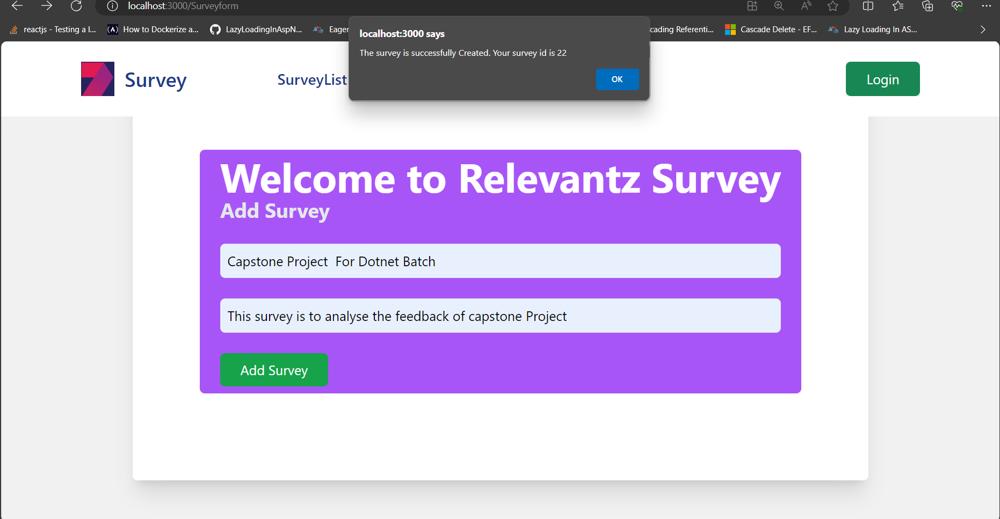 localhost:3000/Surveyform
reactjs - Testing a l... How to Dockerize a... LazyLoadingInAspN... Eager cading Referenti... Cascade Delete - EF... Lazy Loading In AS...
localhost:3000 says
The survey is successfully Created. Your survey id is 22
OK
Survey SurveyList Login
Welcome to Relevantz Survey
Add Survey
Capstone Project  For Dotnet Batch
This survey is to analyse the feedback of capstone Project
Add Survey